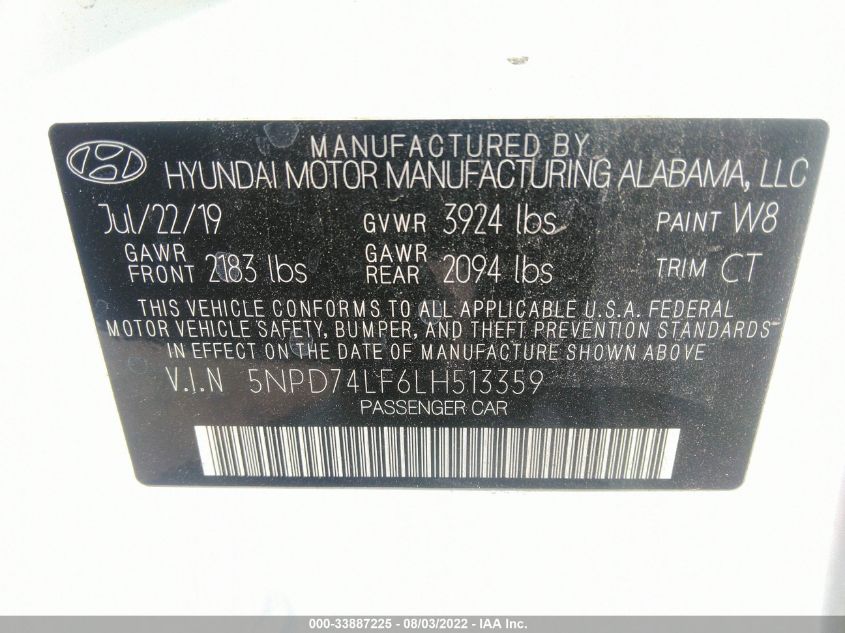 MANUFACTURED BY
HYUNDAI MOTOR MANUFACTURING ALABAMA, LLC
Jul/22/19 GVWR 3924 lbs PAINT W8
GAWR FRONT 2183 lbs GAWR REAR 2094 lbs TRIM CT
THIS VEHICLE CONFORMS TO ALL APPLICABLE U.S.A. FEDERAL
MOTOR VEHICLE SAFETY, BUMPER, AND THEFT PREVENTION STANDARDS
IN EFFECT ON THE DATE OF MANUFACTURE SHOWN ABOVE
V.I.N 5NPD74LF6LH513359
PASSENGER CAR
000-33887225 - 08/03/2022 - IAA Inc.